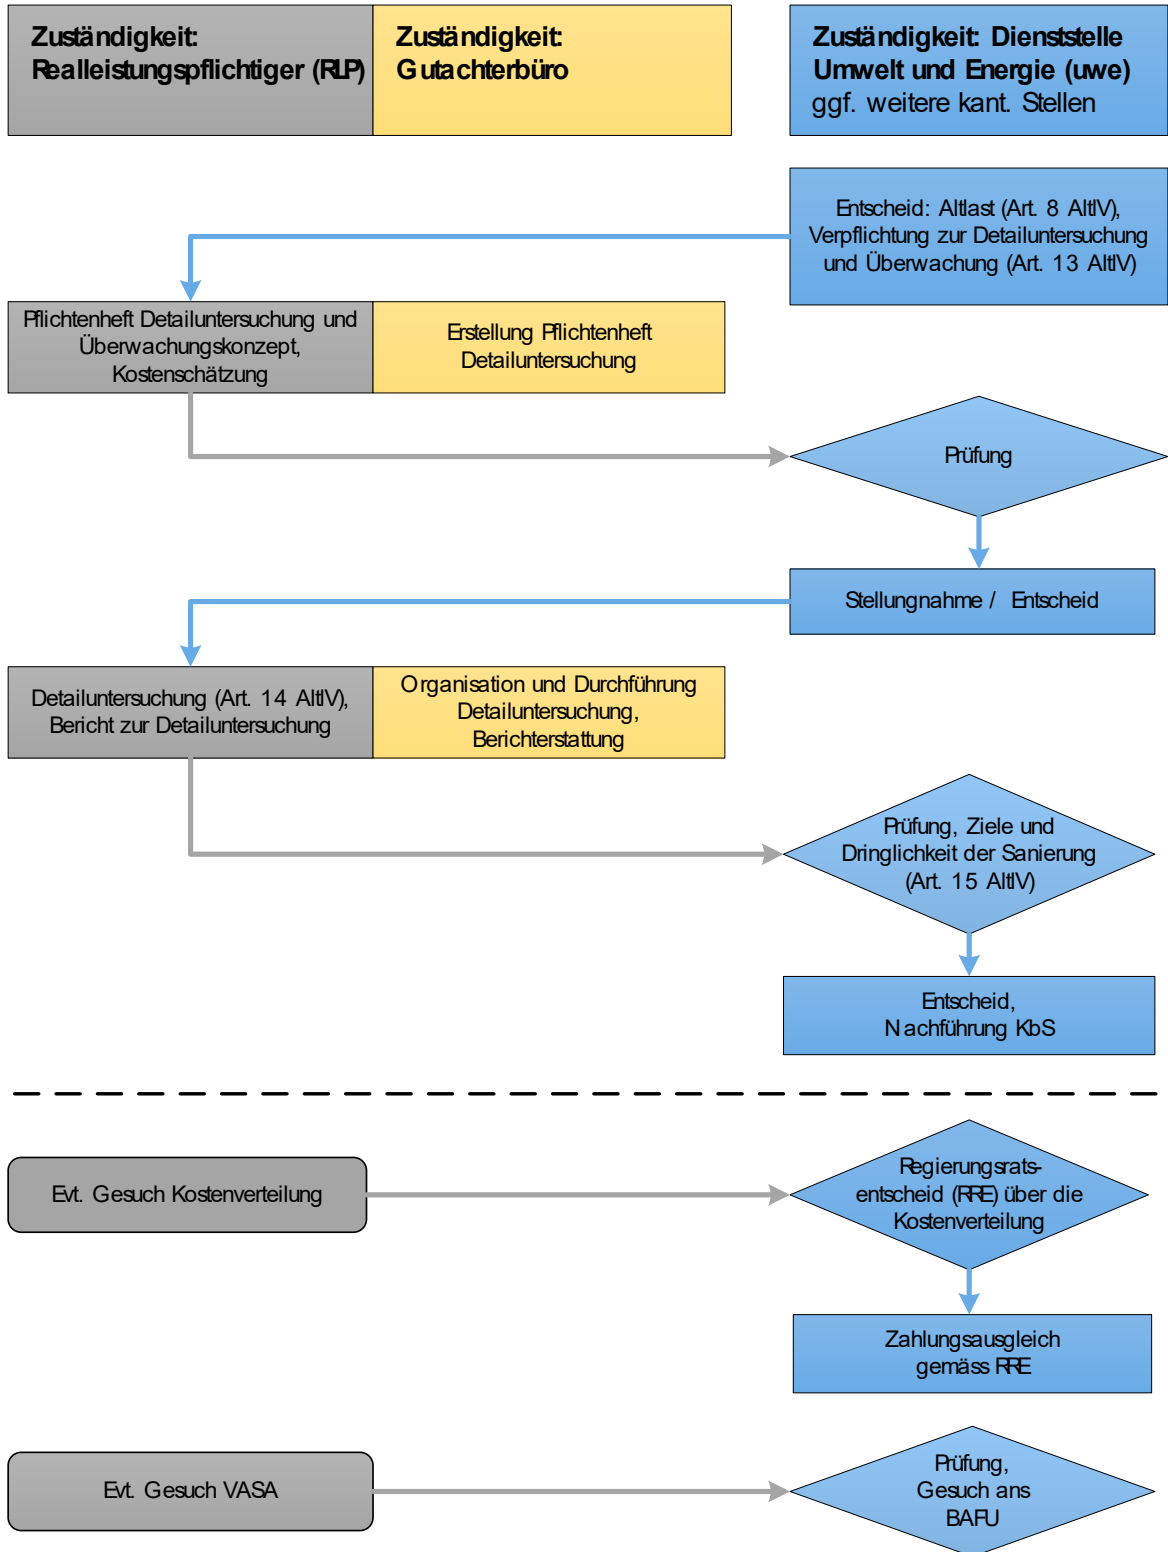 Zuständigkeit:
Realleistungspflichtiger (RLP)
Zuständigkeit:
Gutachterbüro
Zuständigkeit: Dienststelle
Umwelt und Energie (uwe)
ggf. weitere kant. Stellen
Entscheid: Altlast (Art. 8 AltlV),
Verpflichtung zur Detailuntersuchung
und Überwachung (Art. 13 AltlV)
Pflichtenheft Detailuntersuchung und
Überwachungskonzept,
Kostenschätzung
Erstellung Pflichtenheft
Detailuntersuchung
Prüfung
Stellungnahme / Entscheid
Detailuntersuchung (Art. 14 AltlV),
Bericht zur Detailuntersuchung
Organisation und Durchführung
Detailuntersuchung,
Berichterstattung
Prüfung, Ziele und
Dringlichkeit der Sanierung
(Art. 15 AltlV)
Entscheid,
Nachführung KbS
Evt. Gesuch Kostenverteilung
Regierungsrats-
entscheid (RRE) über die
Kostenverteilung
Zahlungsausgleich
gemäss RRE
Evt. Gesuch VASA
Prüfung,
Gesuch ans
BAFU